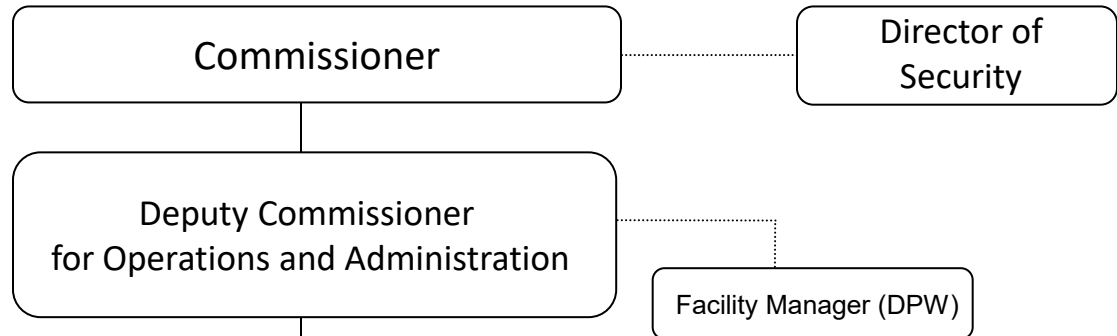 Commissioner
Director of
Security
Deputy Commissioner
for Operations and Administration
Facility Manager (DPW)